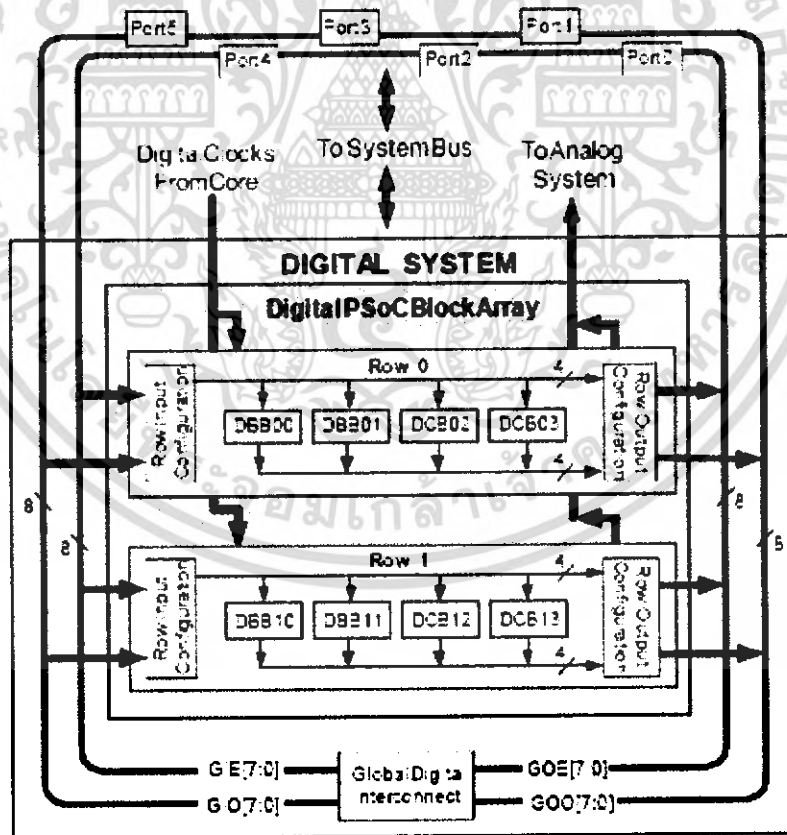 Port5 Port3 Port1
Port4 Port2 Port0
Digital Clocks
From Core
To System Bus
To Analog
System
DIGITAL SYSTEM
Digital PSoC Block Array
Row 0
4
Row Input
Configuration
DBB00 DBB01 DCB02 DCB03
4
Row Output
Configuration
8
8
8
8
Row 1
4
Row Input
Configuration
DBB10 DBB11 DCB12 DCB13
4
Row Output
Configuration
GIE[7:0]
GIO[7:0]
Global Digital
Interconnect
GOE[7:0]
GOO[7:0]